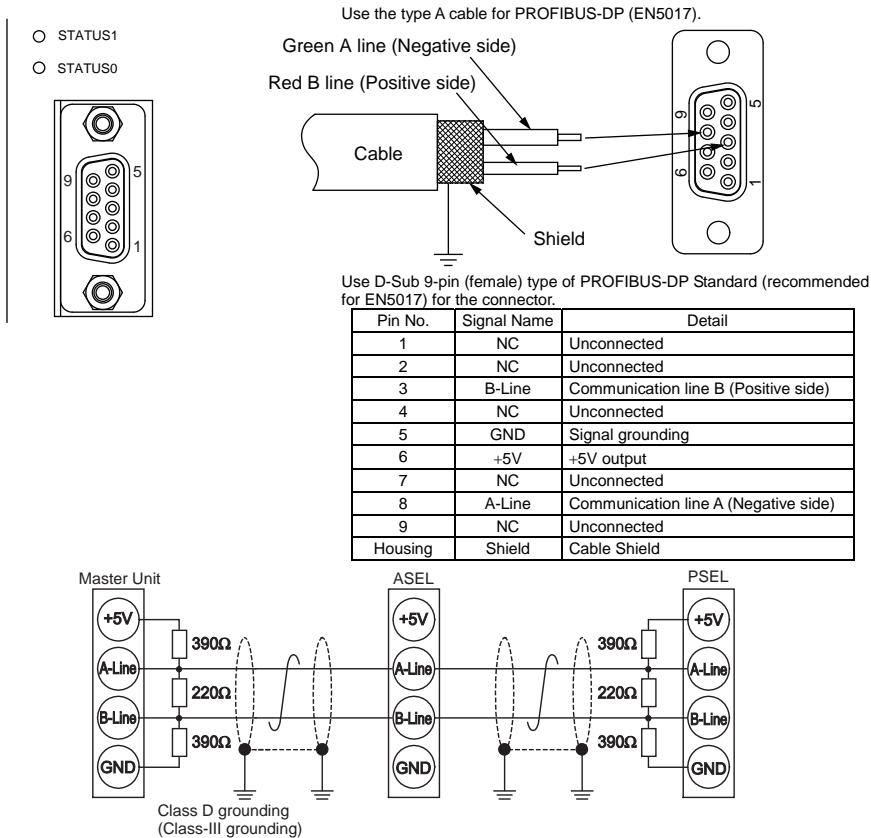 Use the type A cable for PROFIBUS-DP (EN5017).
STATUS1
STATUS0
5
9
6
1
Green A line (Negative side)
Red B line (Positive side)
Cable
Shield
5
9
6
1
Use D-Sub 9-pin (female) type of PROFIBUS-DP Standard (recommended
for EN5017) for the connector.
Pin No. Signal Name Detail
1 NC Unconnected
2 NC Unconnected
3 B-Line Communication line B (Positive side)
4 NC Unconnected
5 GND Signal grounding
6 +5V +5V output
7 NC Unconnected
8 A-Line Communication line A (Negative side)
9 NC Unconnected
Housing Shield Cable Shield
Master Unit ASEL PSEL
+5V +5V +5V
390Ω 390Ω
A-Line A-Line A-Line
220Ω 220Ω
B-Line B-Line B-Line
390Ω 390Ω
GND GND GND
Class D grounding
(Class-III grounding)